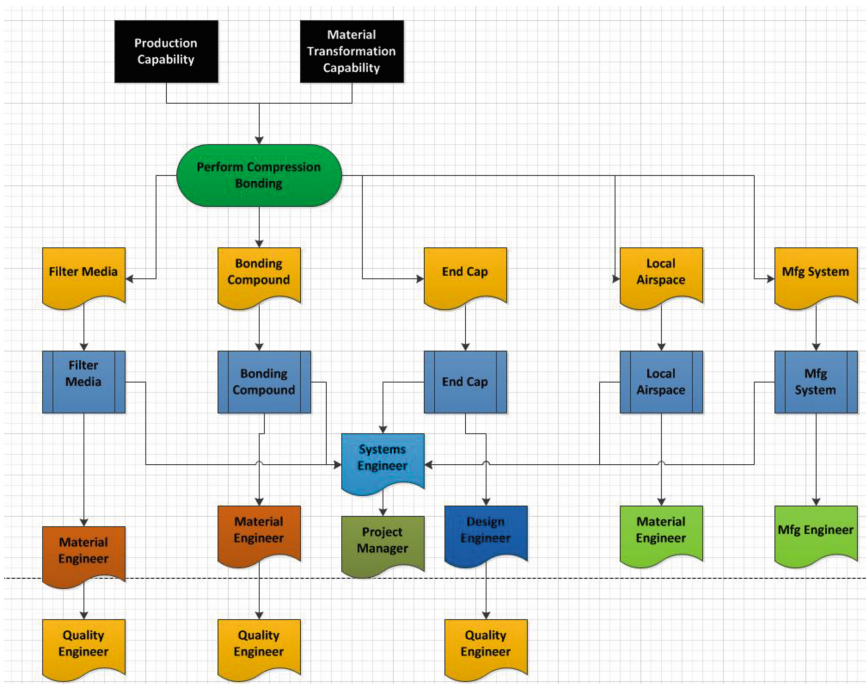 Production
Capability
Material
Transformation
Capability
Perform Compression
Bonding
Filter Media
Bonding
Compound
End Cap
Local
Airspace
Mfg System
Filter
Media
Bonding
Compound
End Cap
Local
Airspace
Mfg
System
Systems
Engineer
Material
Engineer
Material
Engineer
Project
Manager
Design
Engineer
Material
Engineer
Mfg Engineer
Quality
Engineer
Quality
Engineer
Quality
Engineer